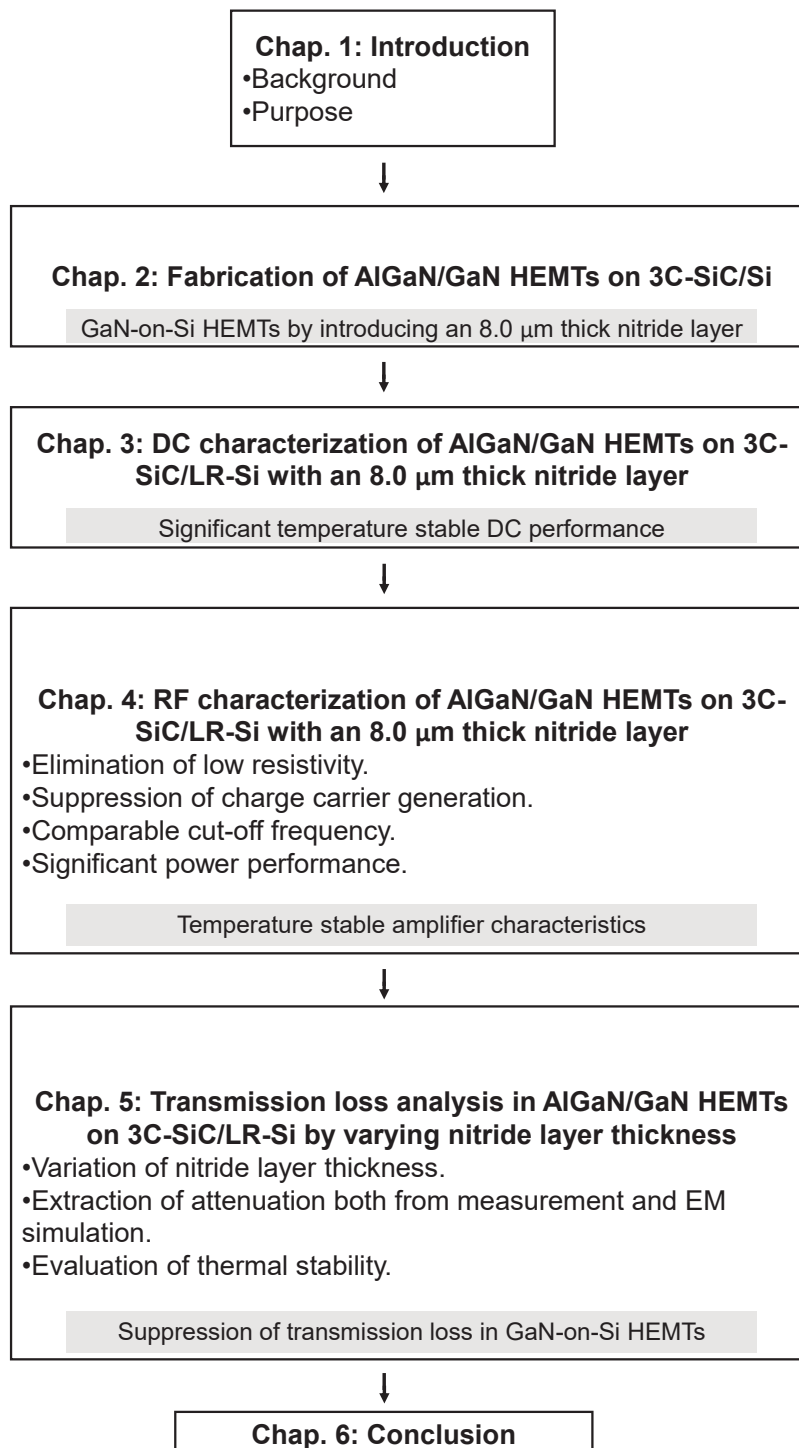 Chap. 1: Introduction
•Background
•Purpose
Chap. 2: Fabrication of AlGaN/GaN HEMTs on 3C-SiC/Si
GaN-on-Si HEMTs by introducing an 8.0 μm thick nitride layer
Chap. 3: DC characterization of AlGaN/GaN HEMTs on 3C-
SiC/LR-Si with an 8.0 μm thick nitride layer
Significant temperature stable DC performance
Chap. 4: RF characterization of AlGaN/GaN HEMTs on 3C-
SiC/LR-Si with an 8.0 μm thick nitride layer
•Elimination of low resistivity.
•Suppression of charge carrier generation.
•Comparable cut-off frequency.
•Significant power performance.
Temperature stable amplifier characteristics
Chap. 5: Transmission loss analysis in AlGaN/GaN HEMTs
on 3C-SiC/LR-Si by varying nitride layer thickness
•Variation of nitride layer thickness.
•Extraction of attenuation both from measurement and EM
simulation.
•Evaluation of thermal stability.
Suppression of transmission loss in GaN-on-Si HEMTs
Chap. 6: Conclusion